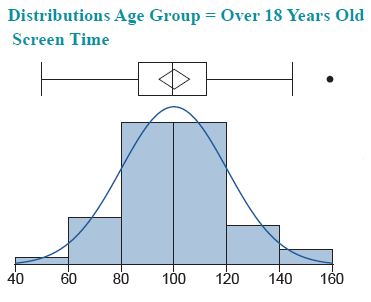 Distributions Age Group = Over 18 Years Old
Screen Time
40 60 80 100 120 140 160